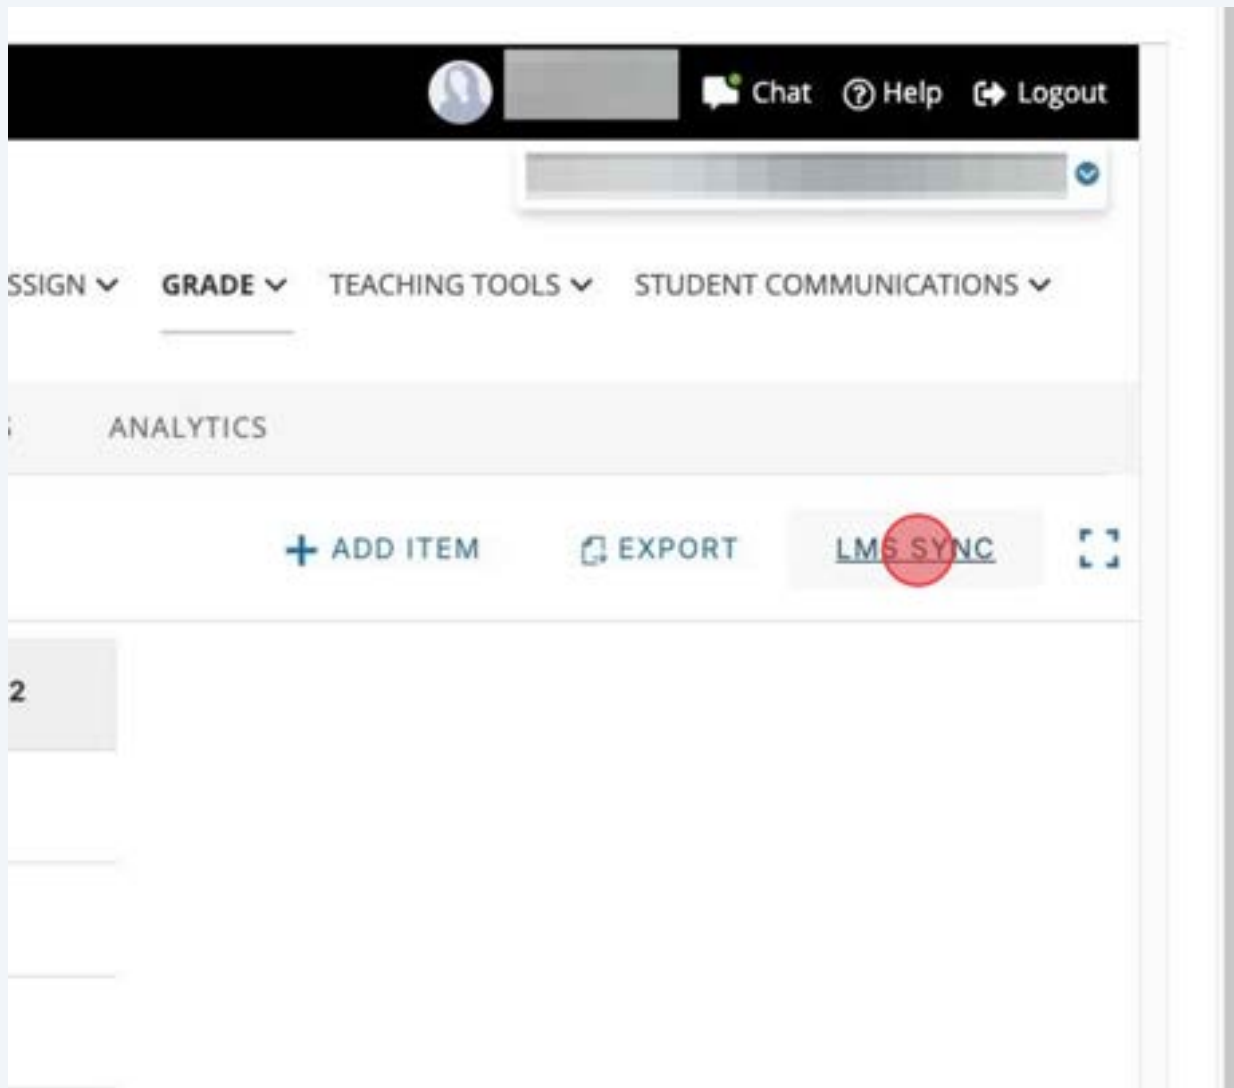 Chat Help Logout
SSIGN GRADE TEACHING TOOLS STUDENT COMMUNICATIONS
ANALYTICS
+ ADD ITEM EXPORT LMS SYNC
2